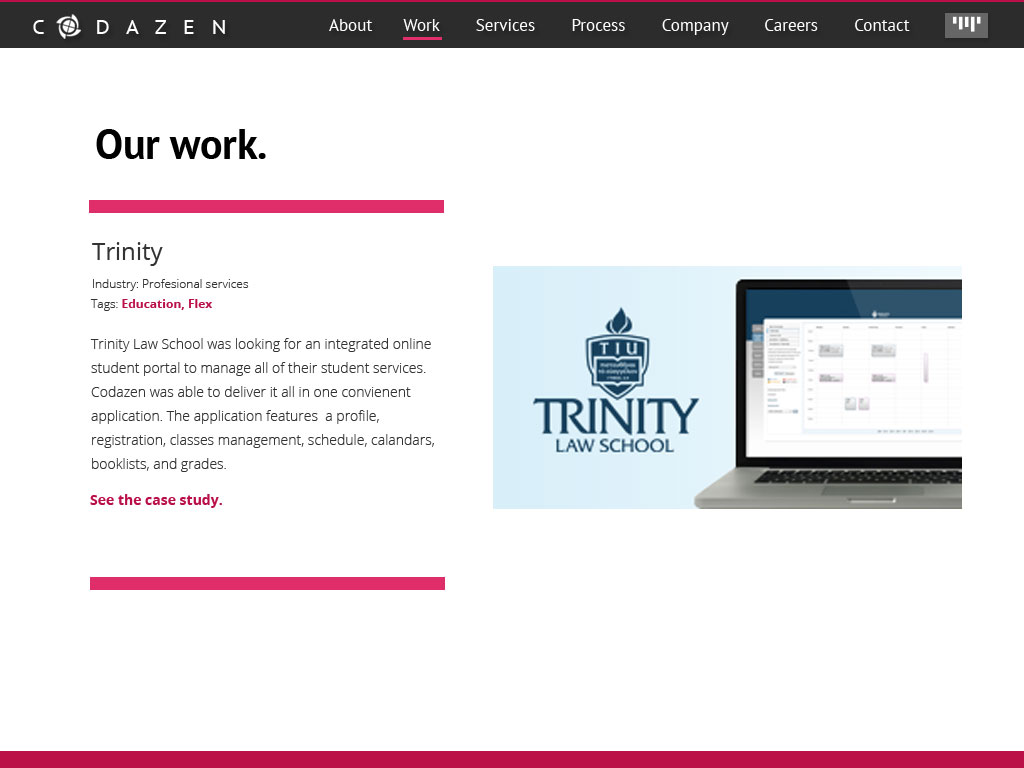 CODAZEN
About Work Services Process Company Careers Contact
Our work.
Trinity
Industry: Profesional services
Tags: Education, Flex
Trinity Law School was looking for an integrated online
student portal to manage all of their student services.
Codazen was able to deliver it all in one convienent
application. The application features  a profile,
registration, classes management, schedule, calandars,
booklists, and grades.
See the case study.
TIU
TRINITY
LAW SCHOOL